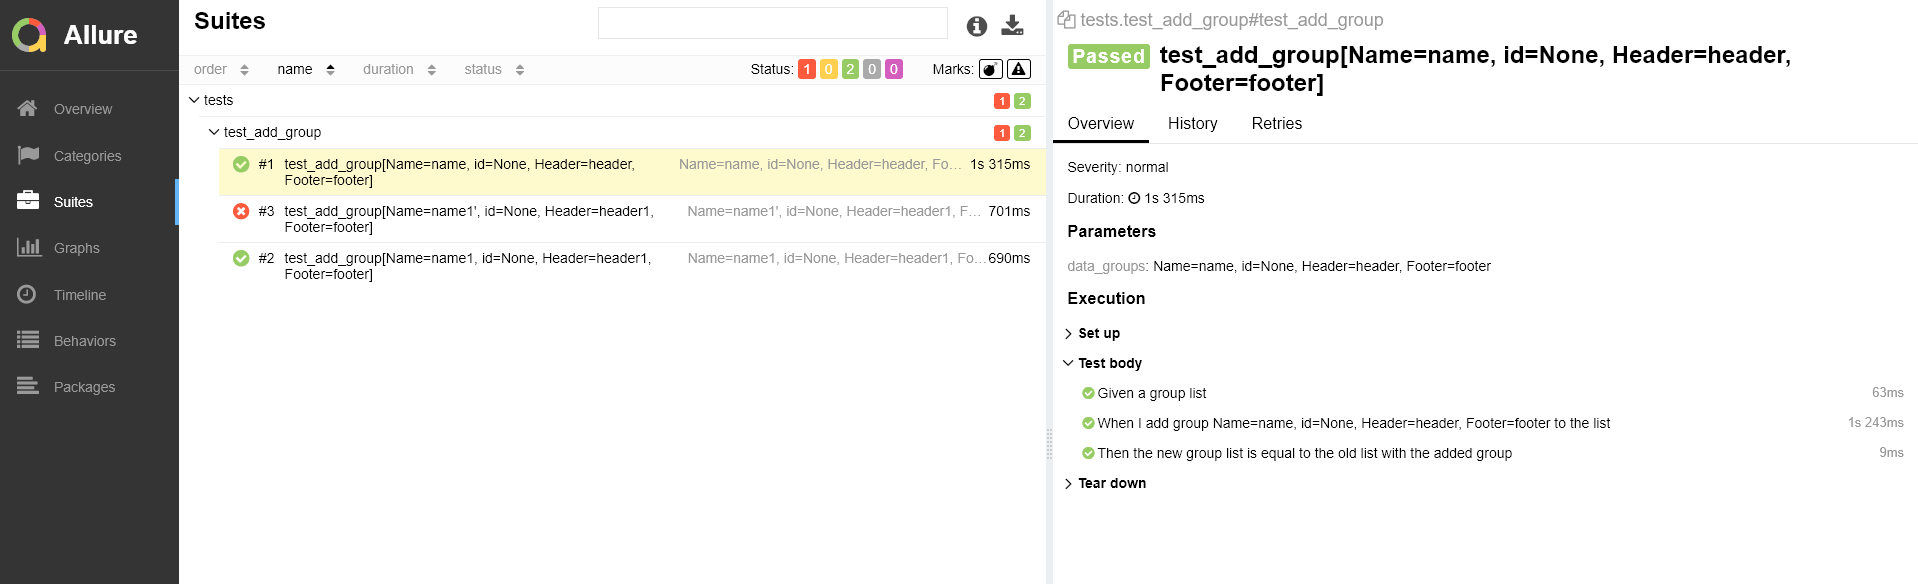 Allure
Overview
Categories
Suites
Graphs
Timeline
Behaviors
Packages
Suites
order name duration status Status: 1 0 2 0 0 Marks:
tests 1 2
test_add_group 1 2
#1 test_add_group[Name=name, id=None, Header=header, Name=name, id=None, Header=header, Fo... 1s 315ms
Footer=footer]
#3 test_add_group[Name=name1', id=None, Header=header1, Name=name1', id=None, Header=header1, F... 701ms
Footer=footer]
#2 test_add_group[Name=name1, id=None, Header=header1, Name=name1, id=None, Header=header1, Fo... 690ms
Footer=footer]
tests.test_add_group#test_add_group
Passed test_add_group[Name=name, id=None, Header=header,
Footer=footer]
Overview History Retries
Severity: normal
Duration: 1s 315ms
Parameters
data_groups: Name=name, id=None, Header=header, Footer=footer
Execution
Set up
Test body
Given a group list 63ms
When I add group Name=name, id=None, Header=header, Footer=footer to the list 1s 243ms
Then the new group list is equal to the old list with the added group 9ms
Tear down